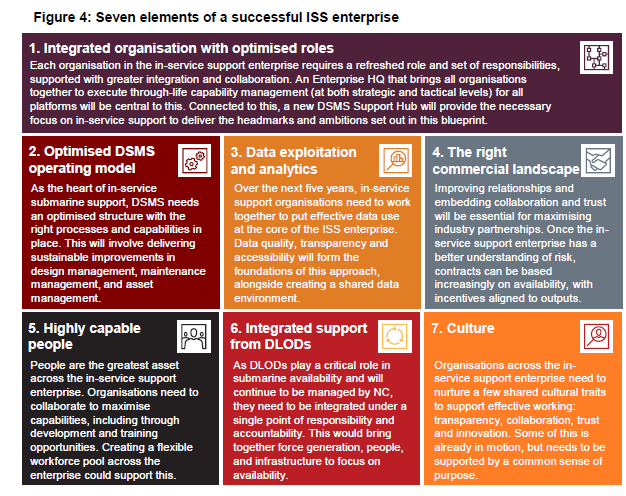 Figure 4: Seven elements of a successful ISS enterprise
1. Integrated organisation with optimised roles
Each organisation in the in-service support enterprise requires a refreshed role and set of responsibilities,
supported with greater integration and collaboration. An Enterprise HQ that brings all organisations
together to execute through-life capability management (at both strategic and tactical levels) for all
platforms will be central to this. Connected to this, a new DSMS Support Hub will provide the necessary
focus on in-service support to deliver the headmarks and ambitions set out in this blueprint.
2. Optimised DSMS
operating model
As the heart of in-service
submarine support, DSMS needs
an optimised structure with the
right processes and capabilities in
place. This will involve delivering
sustainable improvements in
design management, maintenance
management, and asset
management.
3. Data exploitation
and analytics
Over the next five years, in-service
support organisations need to work
together to put effective data use
at the core of the ISS enterprise.
Data quality, transparency and
accessibility will form the
foundations of this approach,
alongside creating a shared data
environment.
4. The right
commercial landscape
Improving relationships and
embedding collaboration and trust
will be essential for maximising
industry partnerships. Once the in-
service support enterprise has a
better understanding of risk,
contracts can be based
increasingly on availability, with
incentives aligned to outputs.
5. Highly capable
people
People are the greatest asset
across the in-service support
enterprise. Organisations need to
collaborate to maximise
capabilities, including through
development and training
opportunities. Creating a flexible
workforce pool across the
enterprise could support this.
6. Integrated support
from DLODs
As DLODs play a critical role in
submarine availability and will
continue to be managed by NC,
they need to be integrated under a
single point of responsibility and
accountability. This would bring
together force generation, people,
and infrastructure to focus on
availability.
7. Culture
Organisations across the in-
service support enterprise need to
nurture a few shared cultural traits
to support effective working:
transparency, collaboration, trust
and innovation. Some of this is
already in motion, but needs to be
supported by a common sense of
purpose.